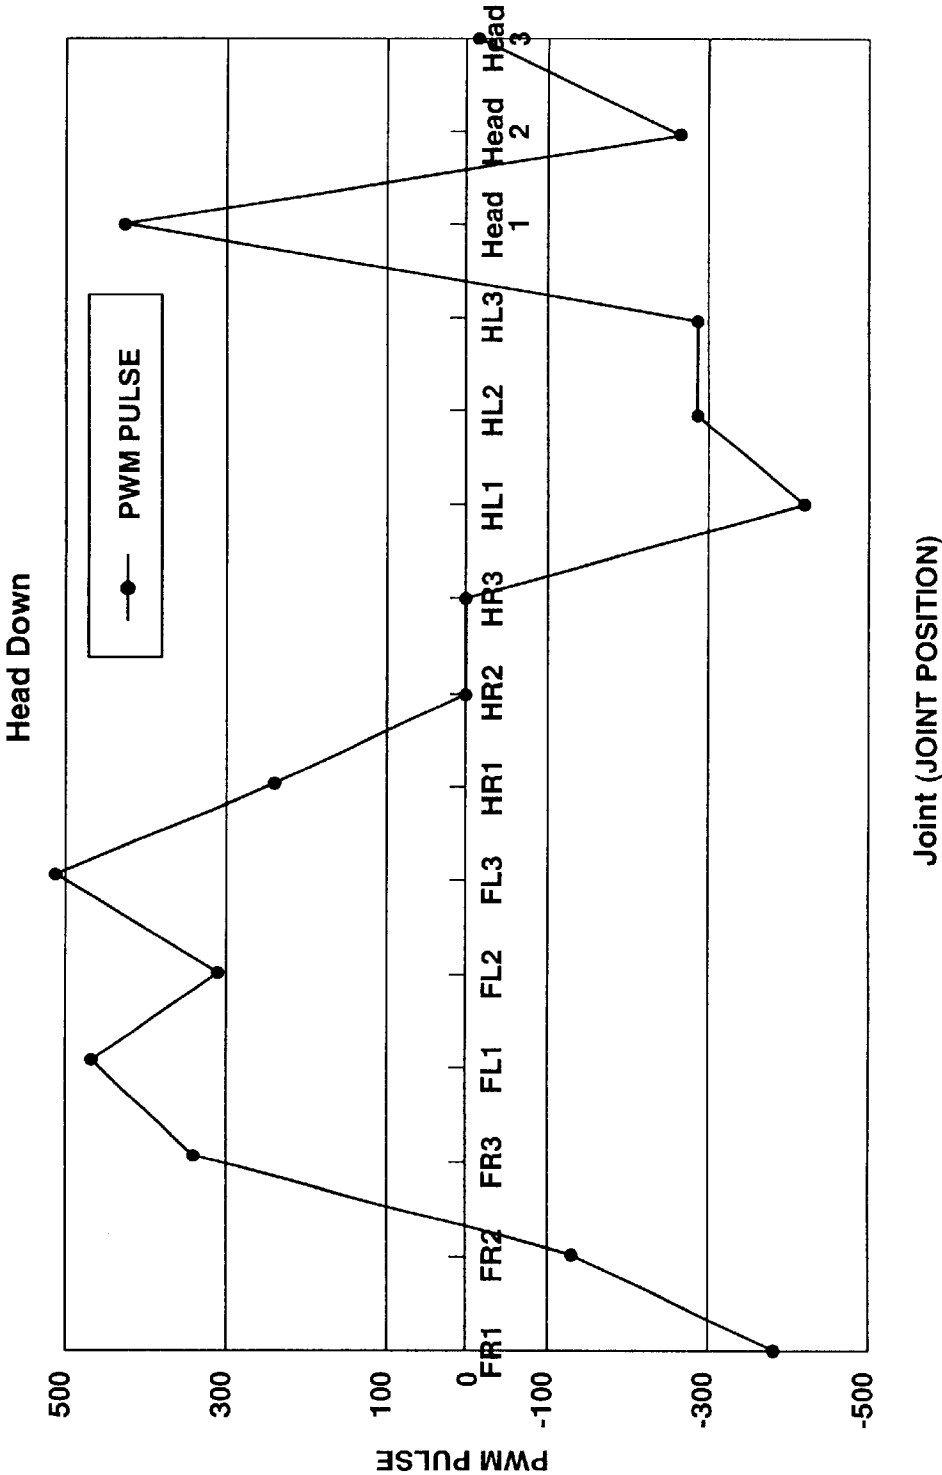 Head Down
PWM PULSE
500
300
100
0
-100
-300
-500
PWM PULSE
FR1
FR2
FR3
FL1
FL2
FL3
HR1
HR2
HR3
HL1
HL2
HL3
Head
1
Head
2
Head
3
Joint (JOINT POSITION)